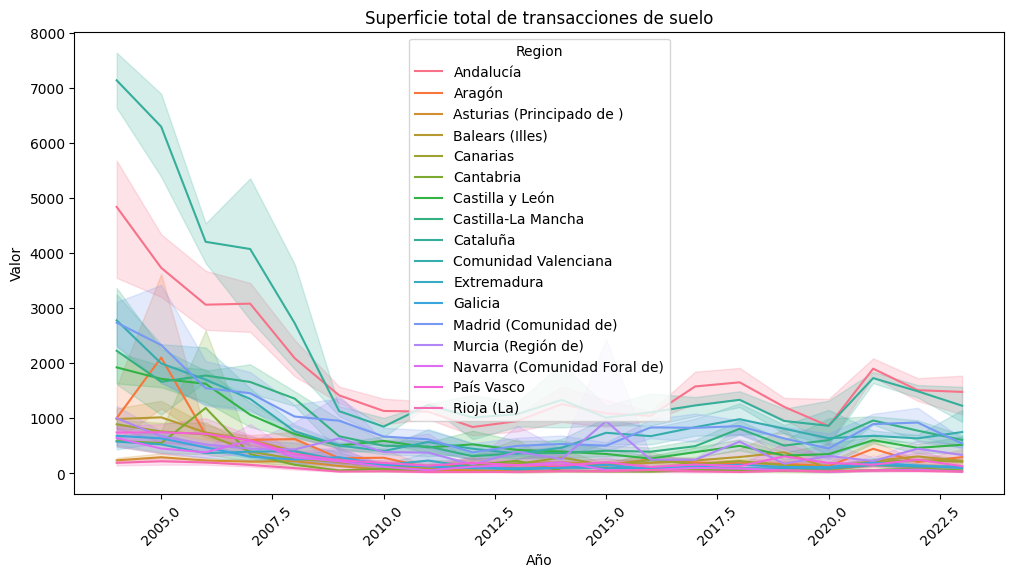 Superficie total de transacciones de suelo
8000
7000
6000
5000
4000
3000
2000
1000
0
Valor
Region
Andalucía
Aragón
Asturias (Principado de )
Balears (Illes)
Canarias
Cantabria
Castilla y León
Castilla-La Mancha
Cataluña
Comunidad Valenciana
Extremadura
Galicia
Madrid (Comunidad de)
Murcia (Región de)
Navarra (Comunidad Foral de)
País Vasco
Rioja (La)
2005.0 2007.5 2010.0 2012.5 2015.0 2017.5 2020.0 2022.5
Año